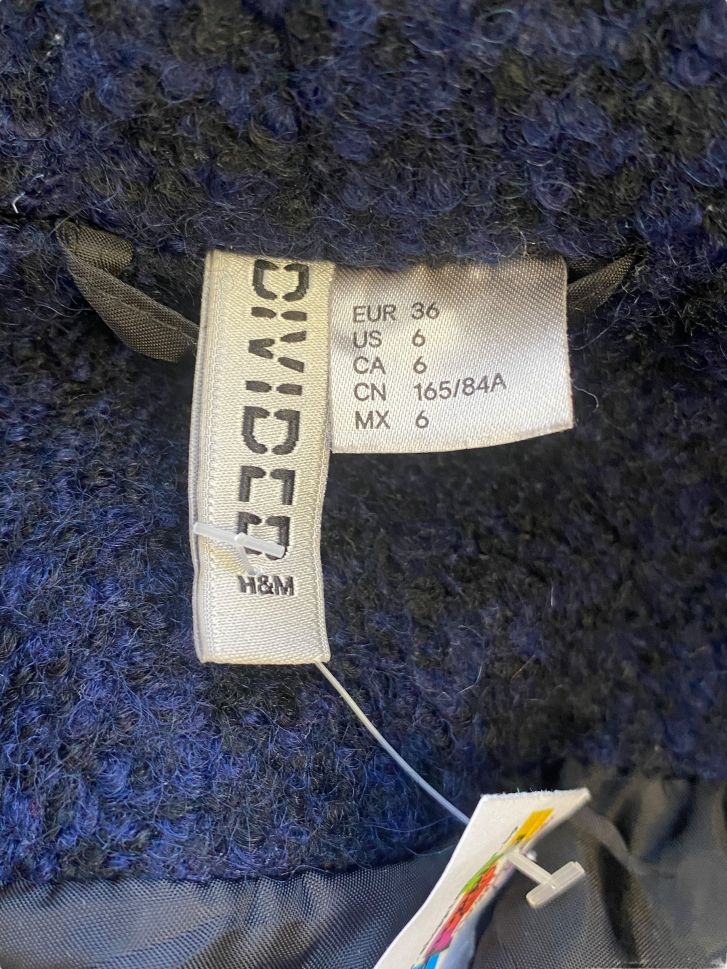 DIVIDED
H&M
EUR 36
US 6
CA 6
CN 165/84A
MX 6